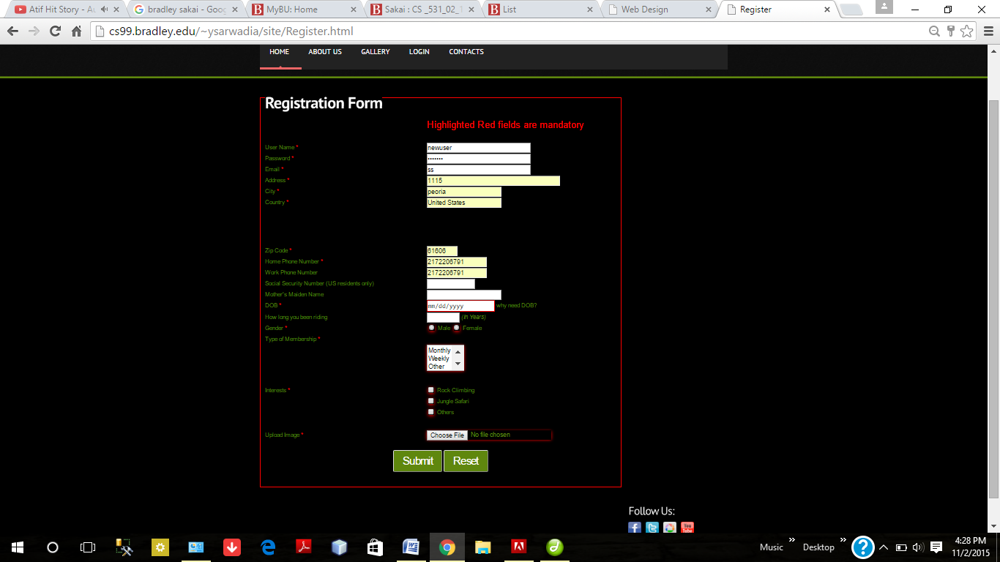 Atif Hit Story - Au
bradley sakai - Goog
MyBU: Home
Sakai : CS _531_02_1
List
Web Design
Register
cs99.bradley.edu/~ysarwadia/site/Register.html
HOME ABOUT US GALLERY LOGIN CONTACTS
Registration Form
Highlighted Red fields are mandatory
User Name * newuser
Password * •••••••
Email * ss
Address * 1115
City * peoria
Country * United States
Zip Code * 61606
Home Phone Number * 2172206791
Work Phone Number 2172206791
Social Security Number (US residents only)
Mother's Maiden Name
DOB * mm/dd/yyyy why need DOB?
How long you been riding (In Years)
Gender * Male Female
Type of Membership *
Monthly
Weekly
Other
Interests * Rock Climbing
Jungle Safari
Others
Upload Image * Choose File No file chosen
Submit Reset
Follow Us:
You Tube
Music » Desktop »
4:28 PM
11/2/2015